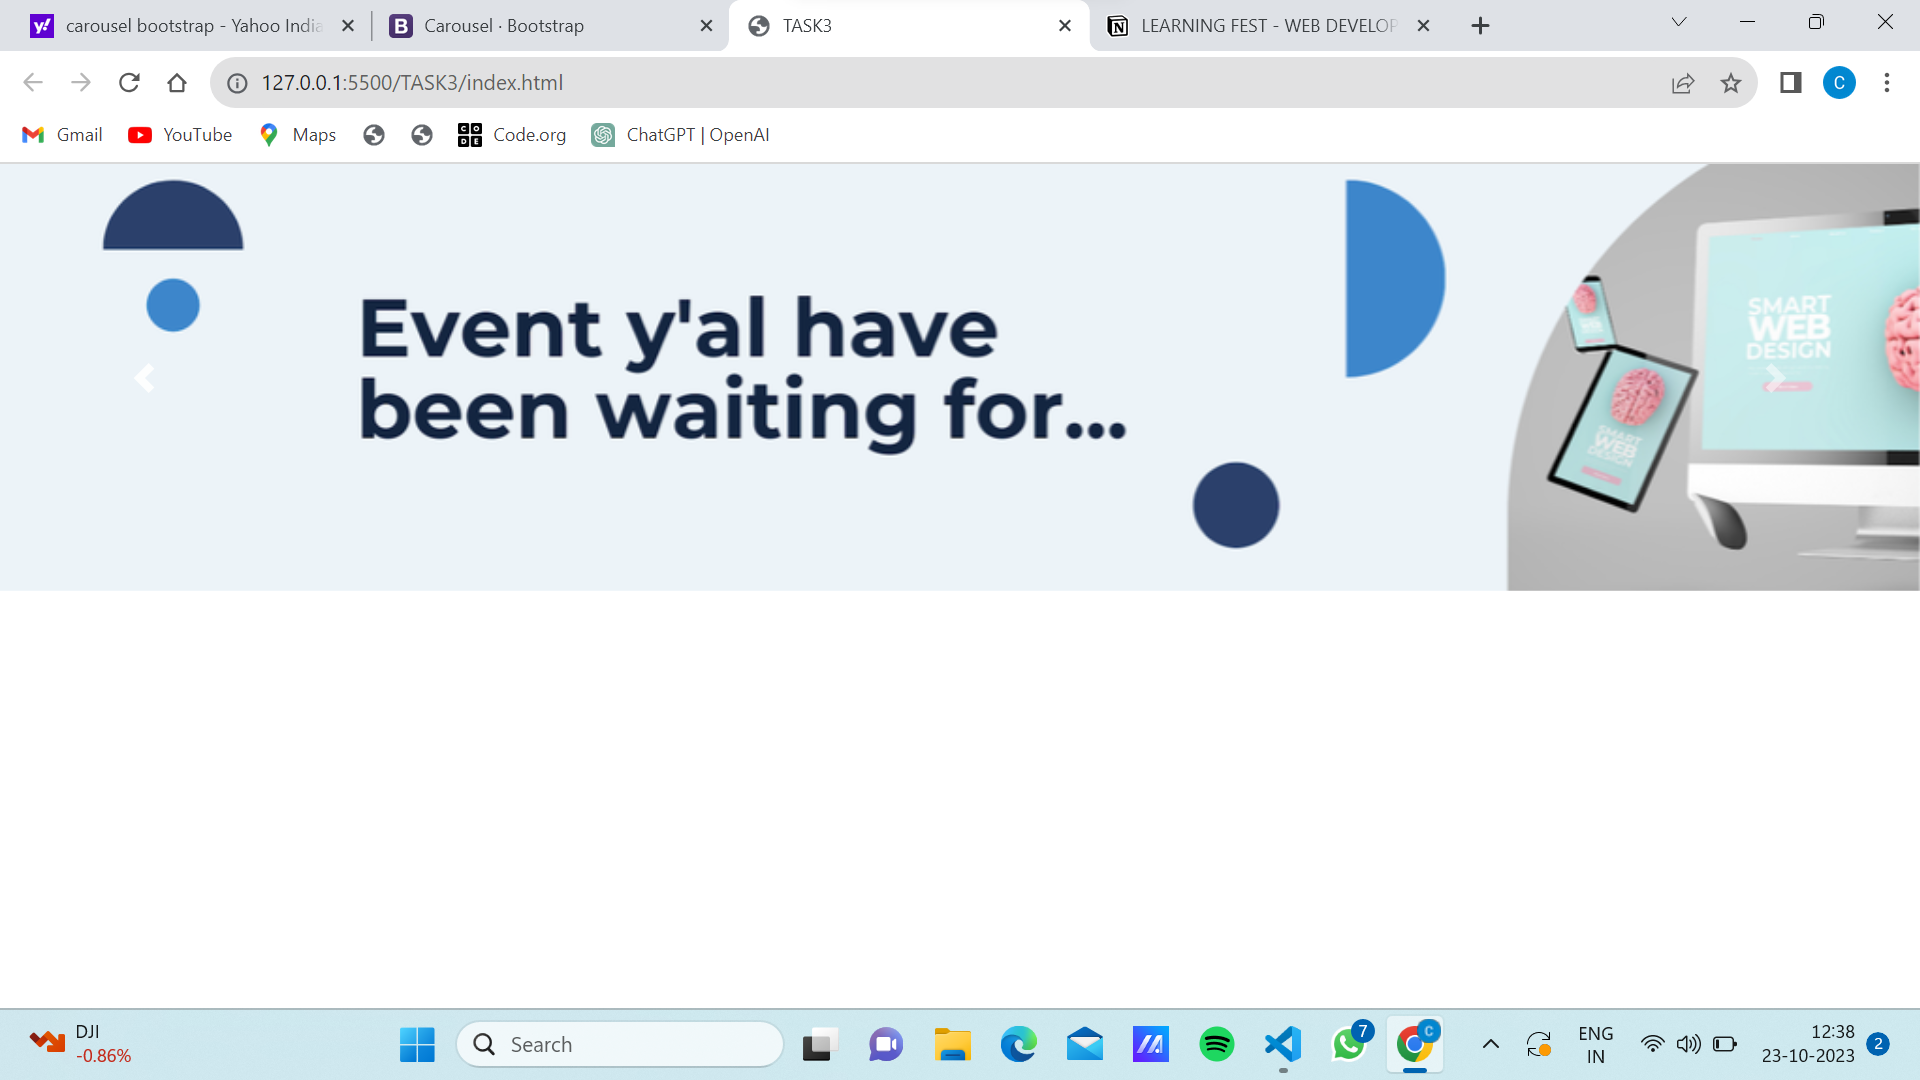 carousel bootstrap - Yahoo India
Carousel · Bootstrap
TASK3
LEARNING FEST - WEB DEVELOP
127.0.0.1:5500/TASK3/index.html
C
Gmail
YouTube
Maps
CODE
Code.org
ChatGPT | OpenAI
Event y'al have
been waiting for...
SMART
WEB
DESIGN
SMART
WEB
DESIGN
DJI
-0.86%
Search
7
C
ENG
IN
12:38
23-10-2023
2